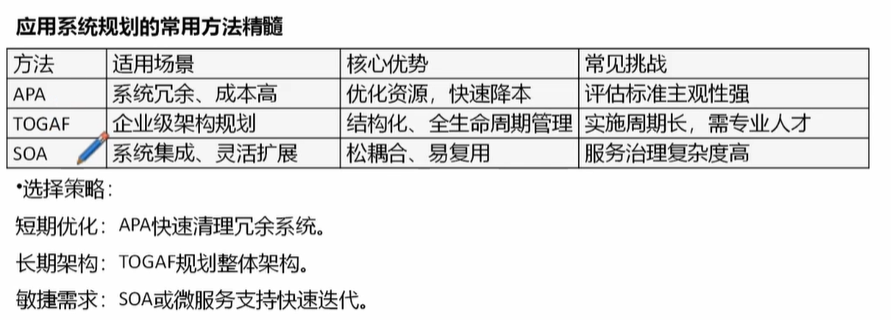 应用系统规划的常用方法精髓
方法 适用场景 核心优势 常见挑战
APA 系统冗余、成本高 优化资源，快速降本 评估标准主观性强
TOGAF 企业级架构规划 结构化、全生命周期管理 实施周期长，需专业人才
SOA 系统集成、灵活扩展 松耦合、易复用 服务治理复杂度高
•选择策略：
短期优化：APA快速清理冗余系统。
长期架构：TOGAF规划整体架构。
敏捷需求：SOA或微服务支持快速迭代。